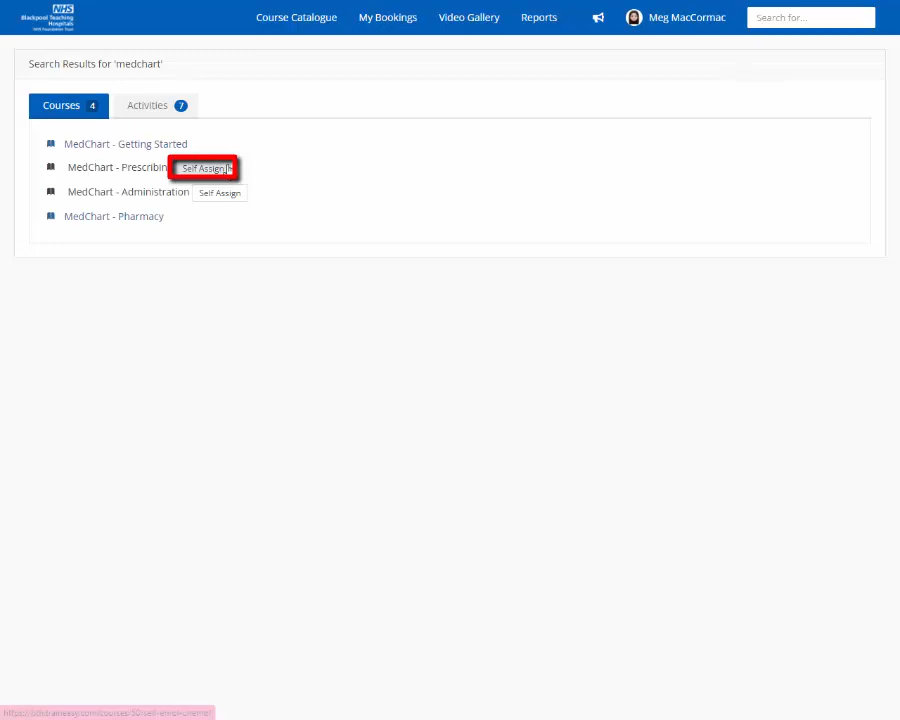 NHS
Blackpool Teaching
Hospitals
NHS Foundation Trust
Course Catalogue My Bookings Video Gallery Reports Meg MacCormac Search for...
Search Results for 'medchart'
Courses 4 Activities 7
MedChart - Getting Started
MedChart - Prescribin Self Assign
MedChart - Administration Self Assign
MedChart - Pharmacy